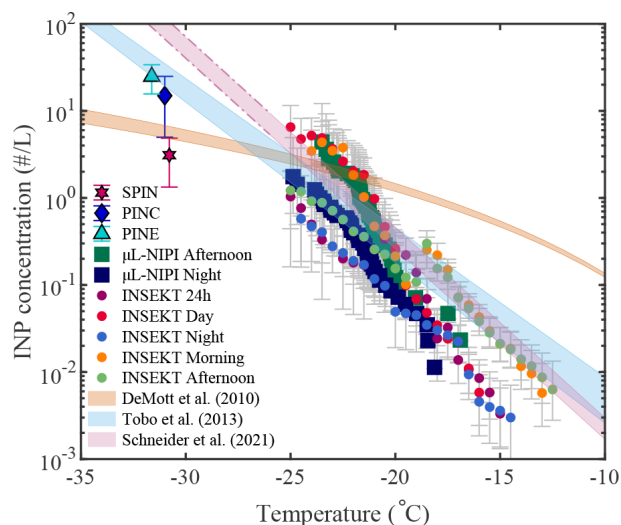 10²
10¹
10⁰
10⁻¹
10⁻²
10⁻³
INP concentration (#/L)
SPIN
PINC
PINE
μL-NIPI Afternoon
μL-NIPI Night
INSEKT 24h
INSEKT Day
INSEKT Night
INSEKT Morning
INSEKT Afternoon
DeMott et al. (2010)
Tobo et al. (2013)
Schneider et al. (2021)
-35 -30 -25 -20 -15 -10
Temperature (°C)